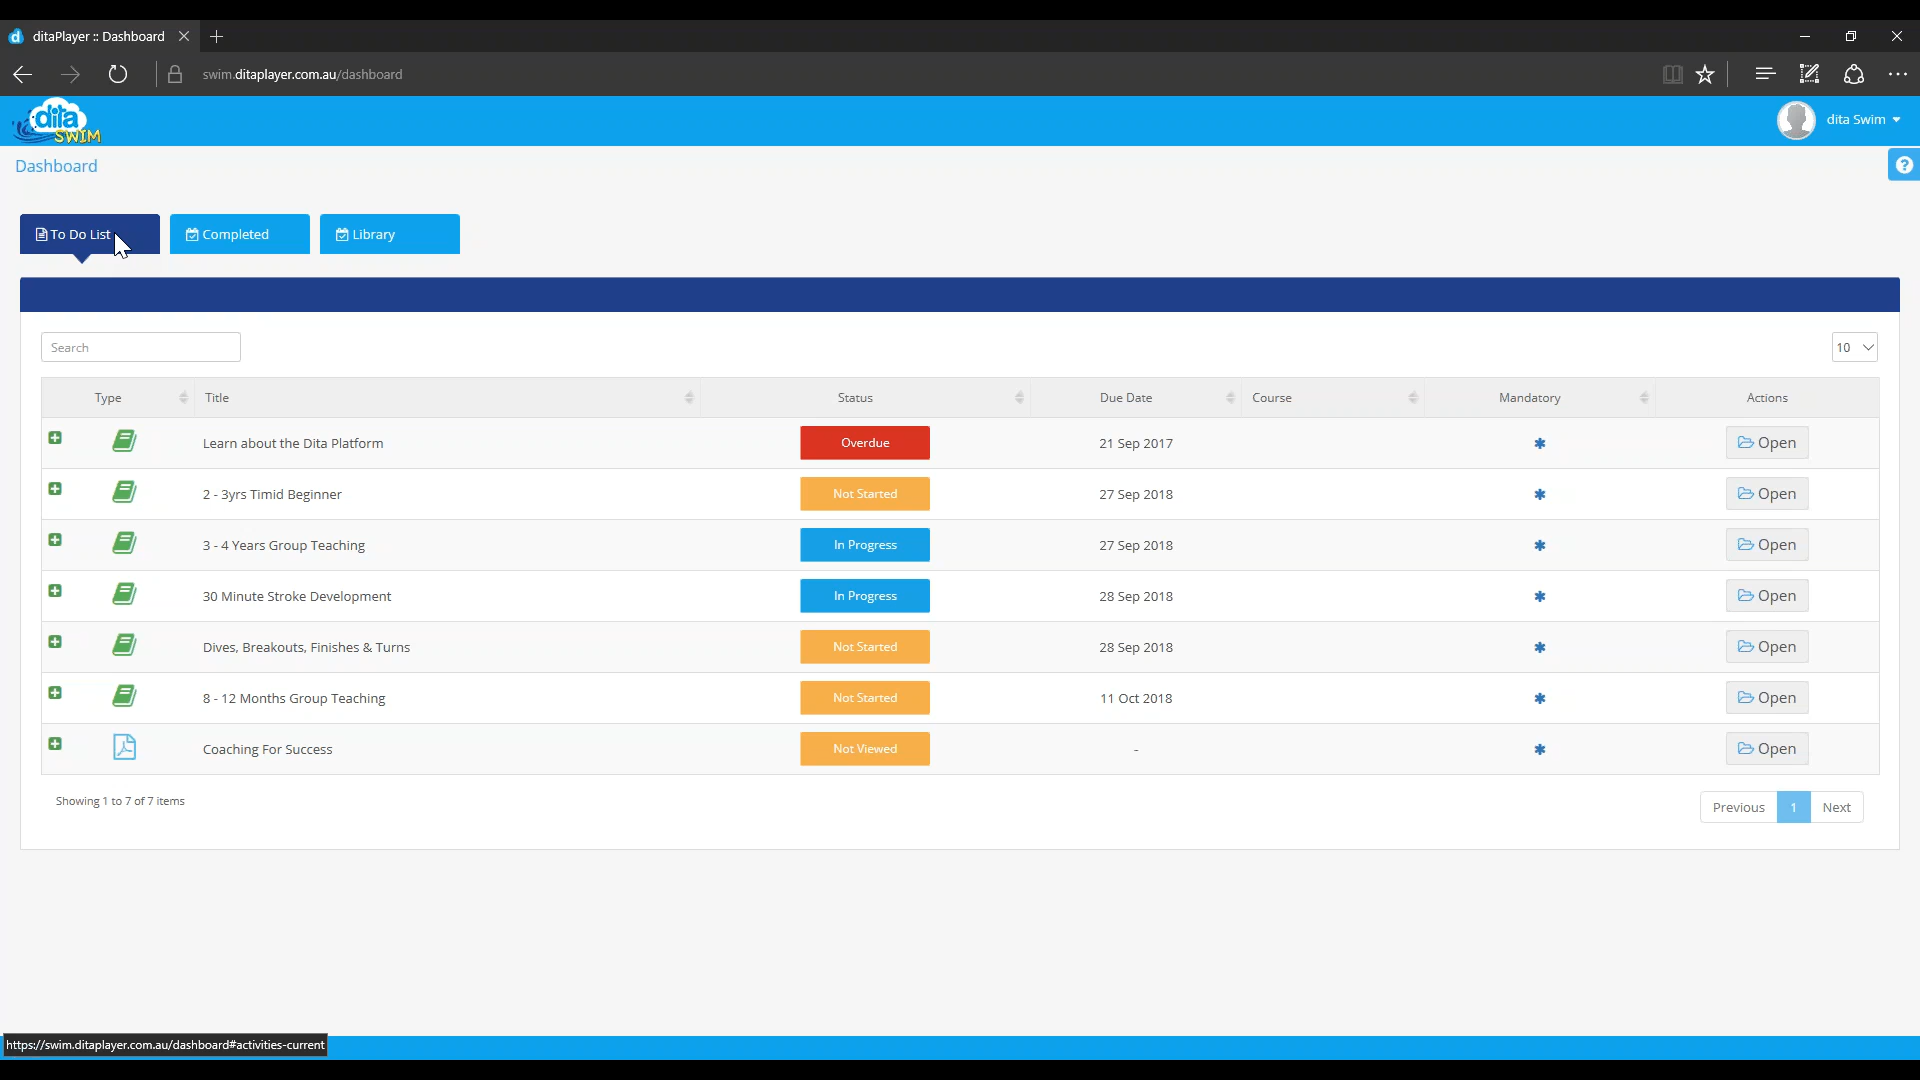 ditaPlayer :: Dashboard
swim.ditaplayer.com.au/dashboard
dita SWIM
dita Swim
Dashboard
?
To Do List
Completed
Library
Search
10
Type Title Status Due Date Course Mandatory Actions
Learn about the Dita Platform Overdue 21 Sep 2017 * Open
2 - 3yrs Timid Beginner Not Started 27 Sep 2018 * Open
3 - 4 Years Group Teaching In Progress 27 Sep 2018 * Open
30 Minute Stroke Development In Progress 28 Sep 2018 * Open
Dives, Breakouts, Finishes & Turns Not Started 28 Sep 2018 * Open
8 - 12 Months Group Teaching Not Started 11 Oct 2018 * Open
Coaching For Success Not Viewed - * Open
Showing 1 to 7 of 7 items
Previous 1 Next
https://swim.ditaplayer.com.au/dashboard#activities-current